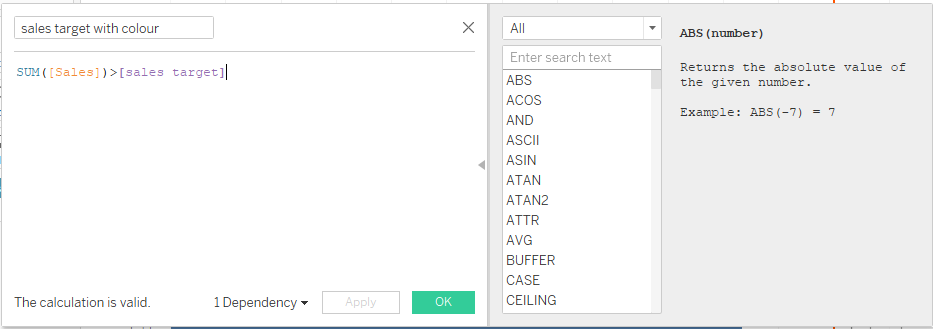 sales target with colour
SUM([Sales])>[sales target]
The calculation is valid.
1 Dependency
Apply
OK
All
Enter search text
ABS
ACOS
AND
ASCII
ASIN
ATAN
ATAN2
ATTR
AVG
BUFFER
CASE
CEILING
ABS(number)
Returns the absolute value of
the given number.
Example: ABS(-7) = 7